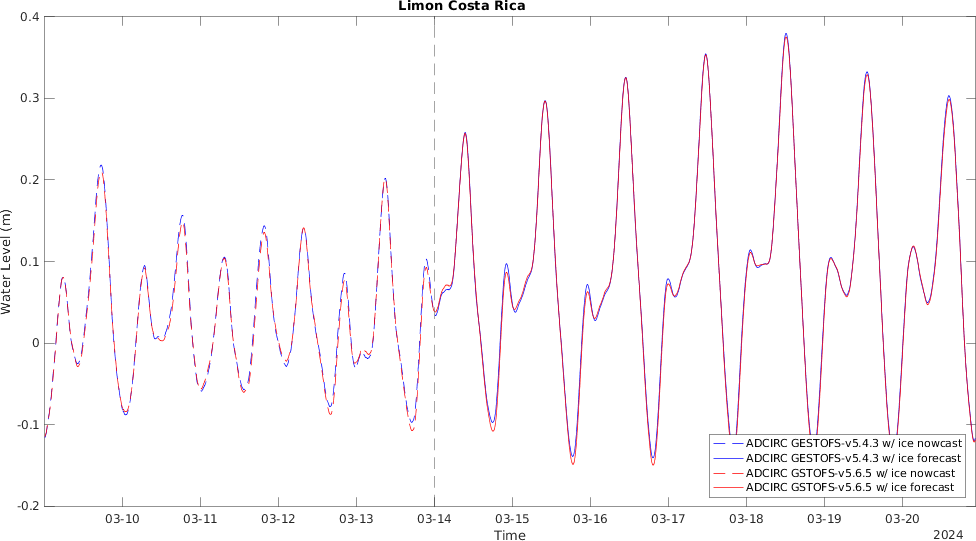 Limon Costa Rica
0.4
0.3
0.2
0.1
0
-0.1
-0.2
Water Level (m)
ADCIRC GESTOFS-v5.4.3 w/ ice nowcast
ADCIRC GESTOFS-v5.4.3 w/ ice forecast
ADCIRC GSTOFS-v5.6.5 w/ ice nowcast
ADCIRC GSTOFS-v5.6.5 w/ ice forecast
03-10 03-11 03-12 03-13 03-14 03-15 03-16 03-17 03-18 03-19 03-20
Time
2024